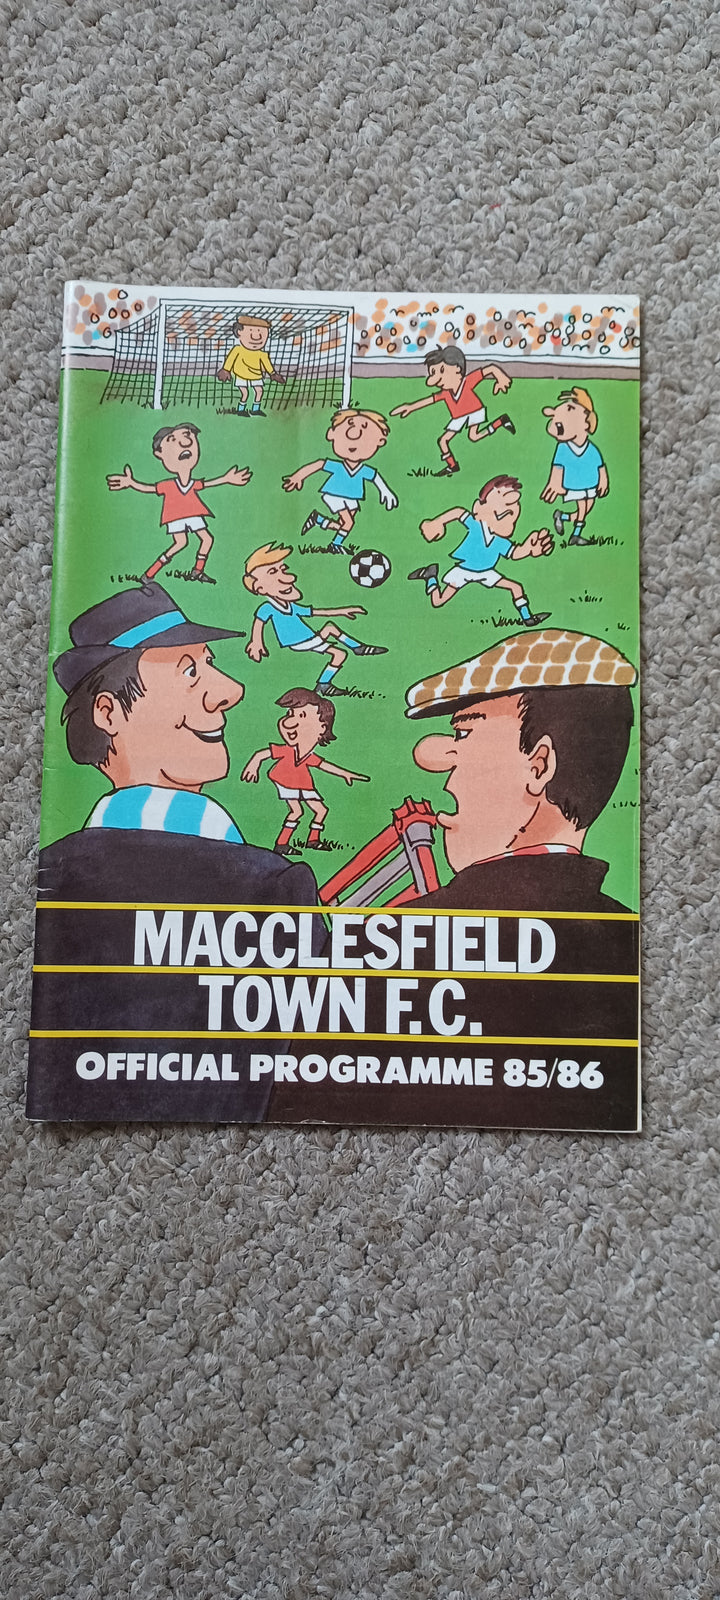 MACCLESFIELD
TOWN F.C.
OFFICIAL PROGRAMME 85/86